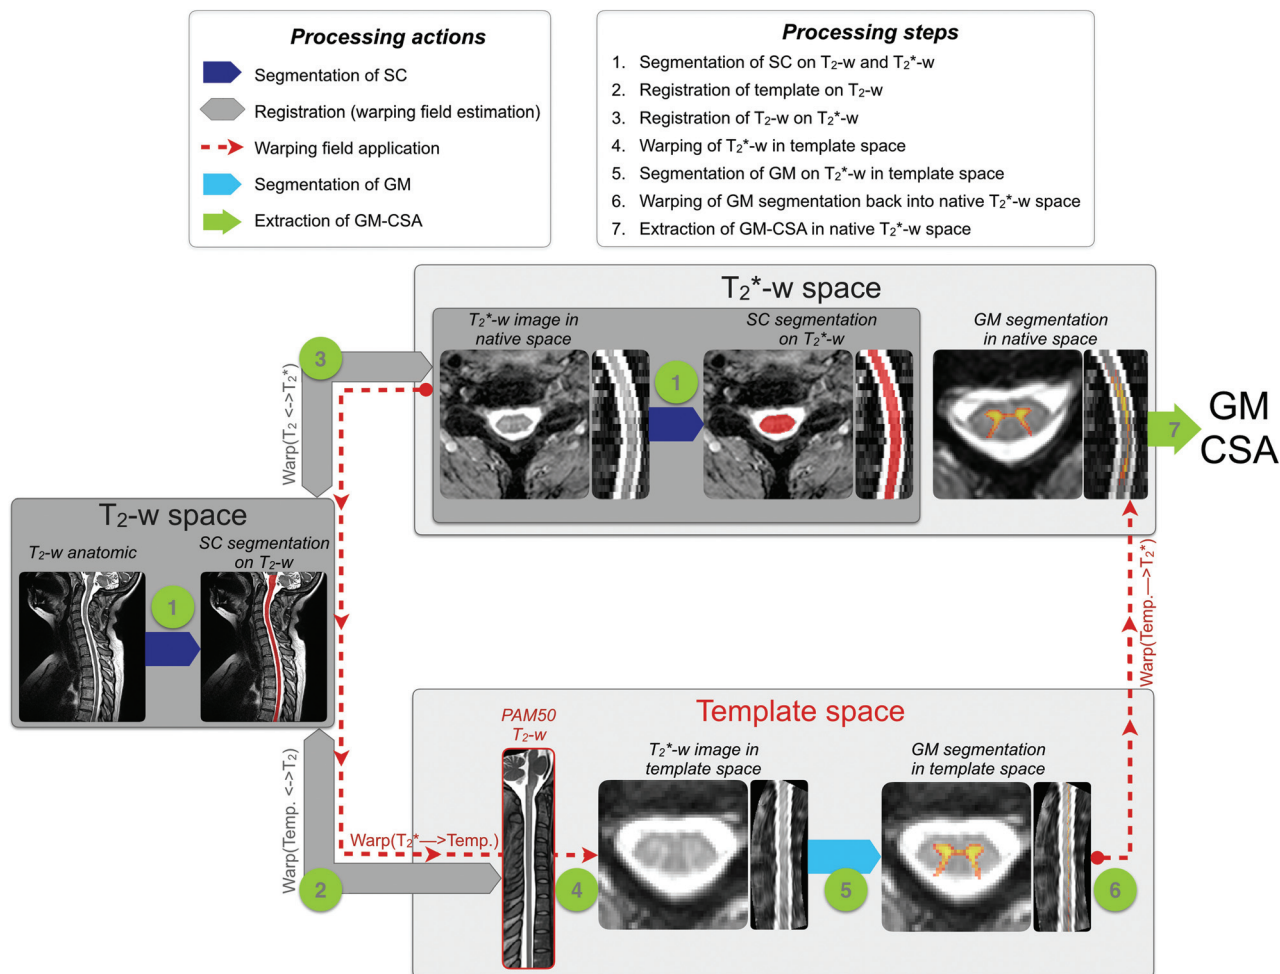 Processing actions
Segmentation of SC
Registration (warping field estimation)
Warping field application
Segmentation of GM
Extraction of GM-CSA
Processing steps
1. Segmentation of SC on T₂-w and T₂*-w
2. Registration of template on T₂-w
3. Registration of T₂-w on T₂*-w
4. Warping of T₂*-w in template space
5. Segmentation of GM on T₂*-w in template space
6. Warping of GM segmentation back into native T₂*-w space
7. Extraction of GM-CSA in native T₂*-w space
T₂*-w space
T₂*-w image in
native space
SC segmentation
on T₂*-w
GM segmentation
in native space
3
1
7
GM
CSA
Warp(T₂ <->T₂*)
T₂-w space
T₂-w anatomic
SC segmentation
on T₂-w
1
Warp(Temp.—>T₂*)
Template space
PAM50
T₂-w
T₂*-w image in
template space
GM segmentation
in template space
Warp(Temp. <->T₂)
Warp(T₂*—>Temp.)
2
4
5
6